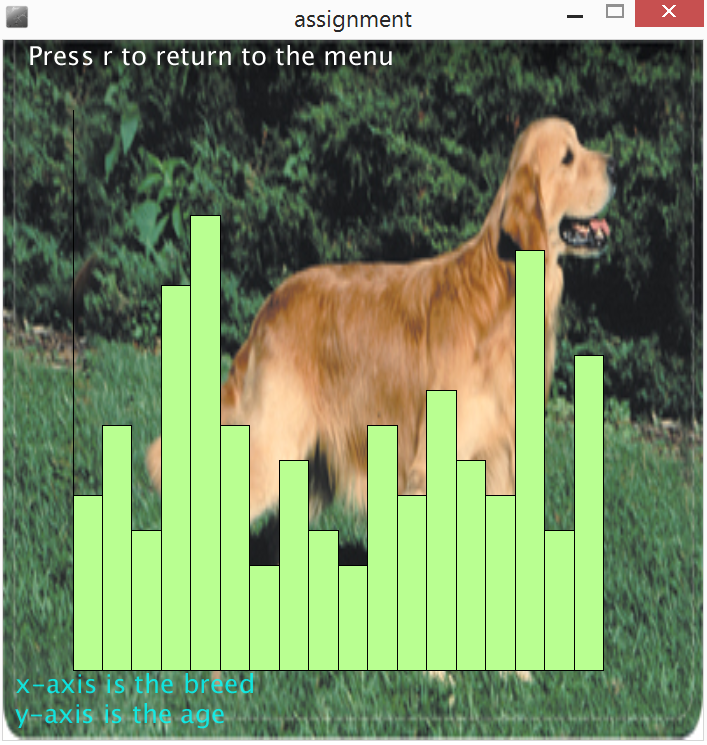 assignment
Press r to return to the menu
x-axis is the breed
y-axis is the age